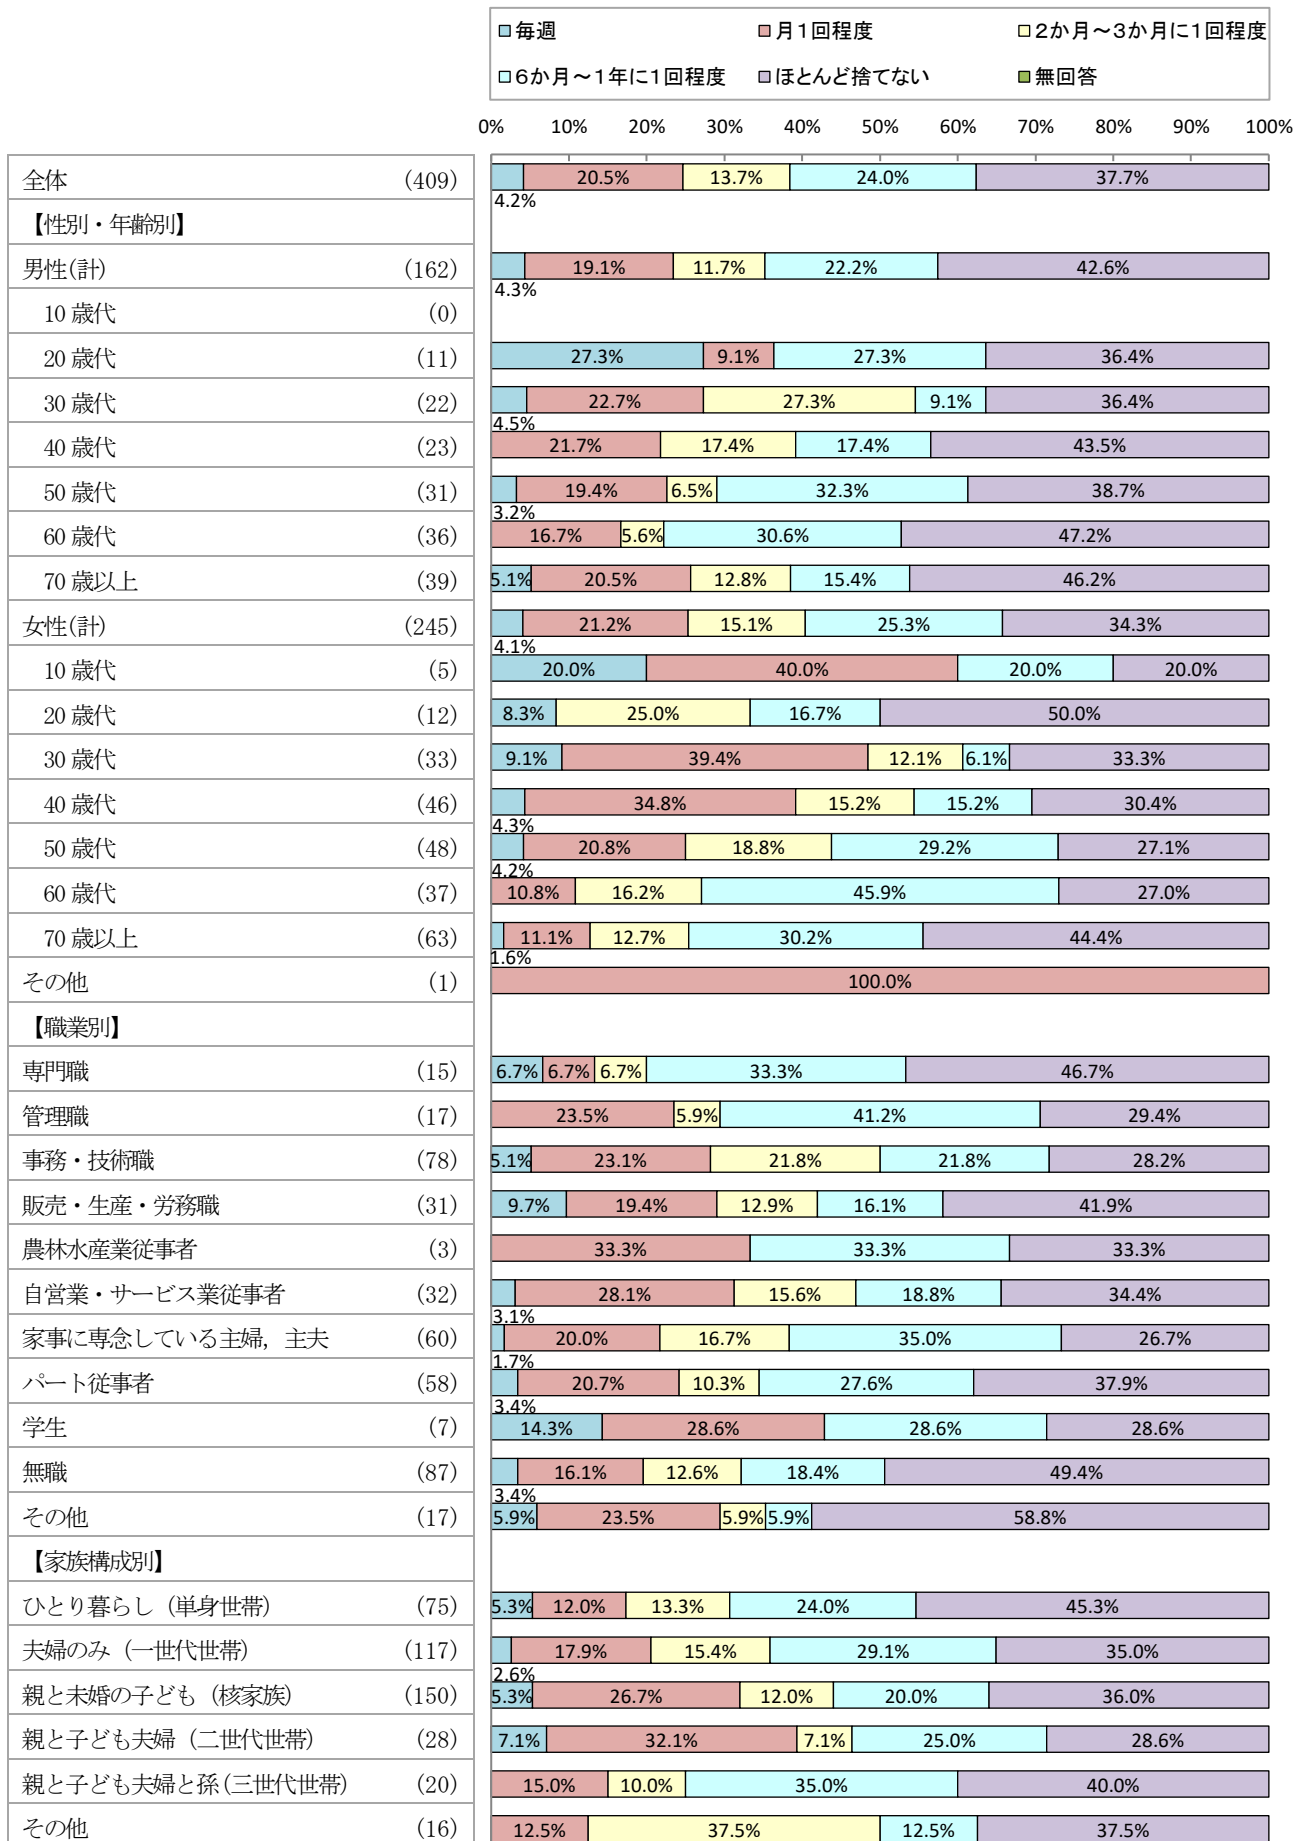 毎週 月1回程度 2か月～3か月に1回程度
6か月～1年に1回程度 ほとんど捨てない 無回答
0% 10% 20% 30% 40% 50% 60% 70% 80% 90% 100%
全体 (409) 20.5% 13.7% 24.0% 37.7%
4.2%
【性別・年齢別】
男性(計) (162) 19.1% 11.7% 22.2% 42.6%
4.3%
10 歳代 (0)
20 歳代 (11) 27.3% 9.1% 27.3% 36.4%
30 歳代 (22) 22.7% 27.3% 9.1% 36.4%
4.5%
40 歳代 (23) 21.7% 17.4% 17.4% 43.5%
50 歳代 (31) 19.4% 6.5% 32.3% 38.7%
3.2%
60 歳代 (36) 16.7% 5.6% 30.6% 47.2%
70 歳以上 (39) 5.1% 20.5% 12.8% 15.4% 46.2%
女性(計) (245) 21.2% 15.1% 25.3% 34.3%
4.1%
10 歳代 (5) 20.0% 40.0% 20.0% 20.0%
20 歳代 (12) 8.3% 25.0% 16.7% 50.0%
30 歳代 (33) 9.1% 39.4% 12.1% 6.1% 33.3%
40 歳代 (46) 34.8% 15.2% 15.2% 30.4%
4.3%
50 歳代 (48) 20.8% 18.8% 29.2% 27.1%
4.2%
60 歳代 (37) 10.8% 16.2% 45.9% 27.0%
70 歳以上 (63) 11.1% 12.7% 30.2% 44.4%
1.6%
その他 (1) 100.0%
【職業別】
専門職 (15) 6.7% 6.7% 6.7% 33.3% 46.7%
管理職 (17) 23.5% 5.9% 41.2% 29.4%
事務・技術職 (78) 5.1% 23.1% 21.8% 21.8% 28.2%
販売・生産・労務職 (31) 9.7% 19.4% 12.9% 16.1% 41.9%
農林水産業従事者 (3) 33.3% 33.3% 33.3%
自営業・サービス業従事者 (32) 28.1% 15.6% 18.8% 34.4%
3.1%
家事に専念している主婦，主夫 (60) 20.0% 16.7% 35.0% 26.7%
1.7%
パート従事者 (58) 20.7% 10.3% 27.6% 37.9%
3.4%
学生 (7) 14.3% 28.6% 28.6% 28.6%
無職 (87) 16.1% 12.6% 18.4% 49.4%
3.4%
その他 (17) 5.9% 23.5% 5.9% 5.9% 58.8%
【家族構成別】
ひとり暮らし（単身世帯） (75) 5.3% 12.0% 13.3% 24.0% 45.3%
夫婦のみ（一世代世帯） (117) 17.9% 15.4% 29.1% 35.0%
2.6%
親と未婚の子ども（核家族） (150) 5.3% 26.7% 12.0% 20.0% 36.0%
親と子ども夫婦（二世代世帯） (28) 7.1% 32.1% 7.1% 25.0% 28.6%
親と子ども夫婦と孫(三世代世帯) (20) 15.0% 10.0% 35.0% 40.0%
その他 (16) 12.5% 37.5% 12.5% 37.5%